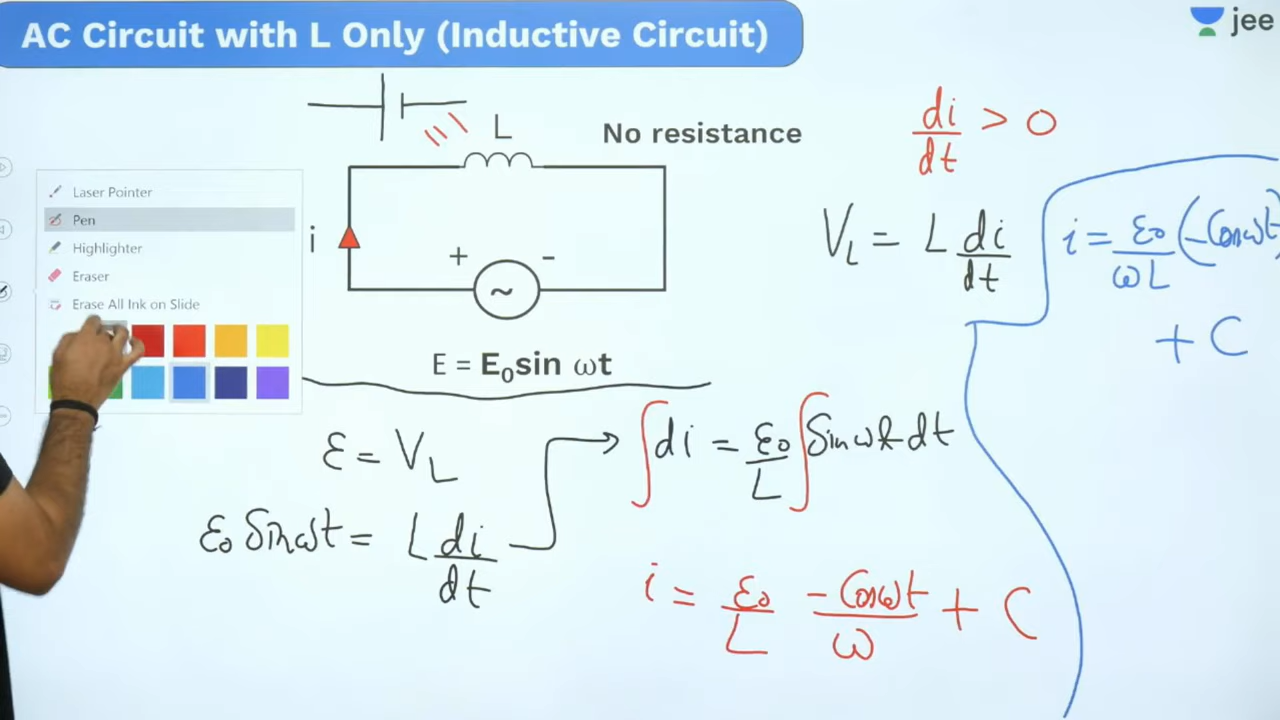 AC Circuit with L Only (Inductive Circuit)
jee
L
No resistance
di/dt > 0
Laser Pointer
Pen
Highlighter
Eraser
Erase All Ink on Slide
i
+ -
~
E = E₀sin ωt
V_L = L di/dt
i = ε₀/ωL (-Cosωt
+ C
ε = V_L
ε₀ Sinωt = L di/dt
∫di = ε₀/L ∫Sinωt dt
i = ε₀/L -Cosωt/ω + C